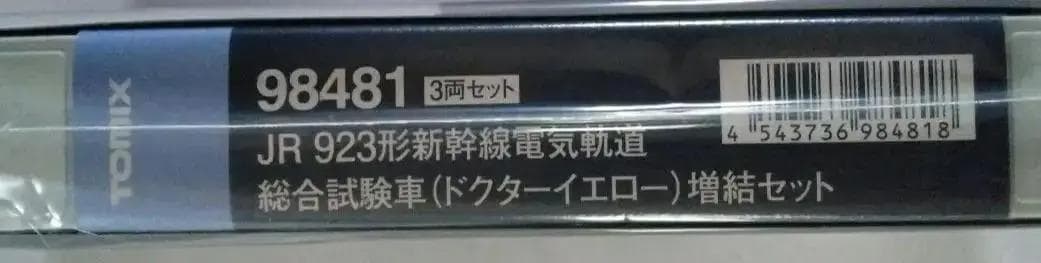 TOMIX
98481 3両セット
JR 923形新幹線電気軌道
総合試験車(ドクターイエロー)増結セット
4 543736 984818